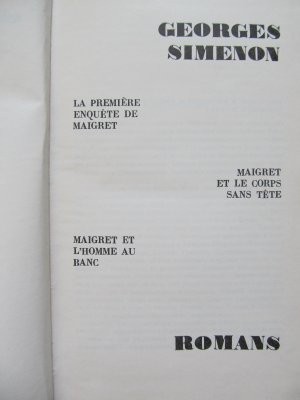 GEORGES
SIMENON
LA PREMIÈRE
ENQUÊTE DE
MAIGRET
MAIGRET
ET LE CORPS
SANS TÊTE
MAIGRET ET
L'HOMME AU
BANC
ROMANS